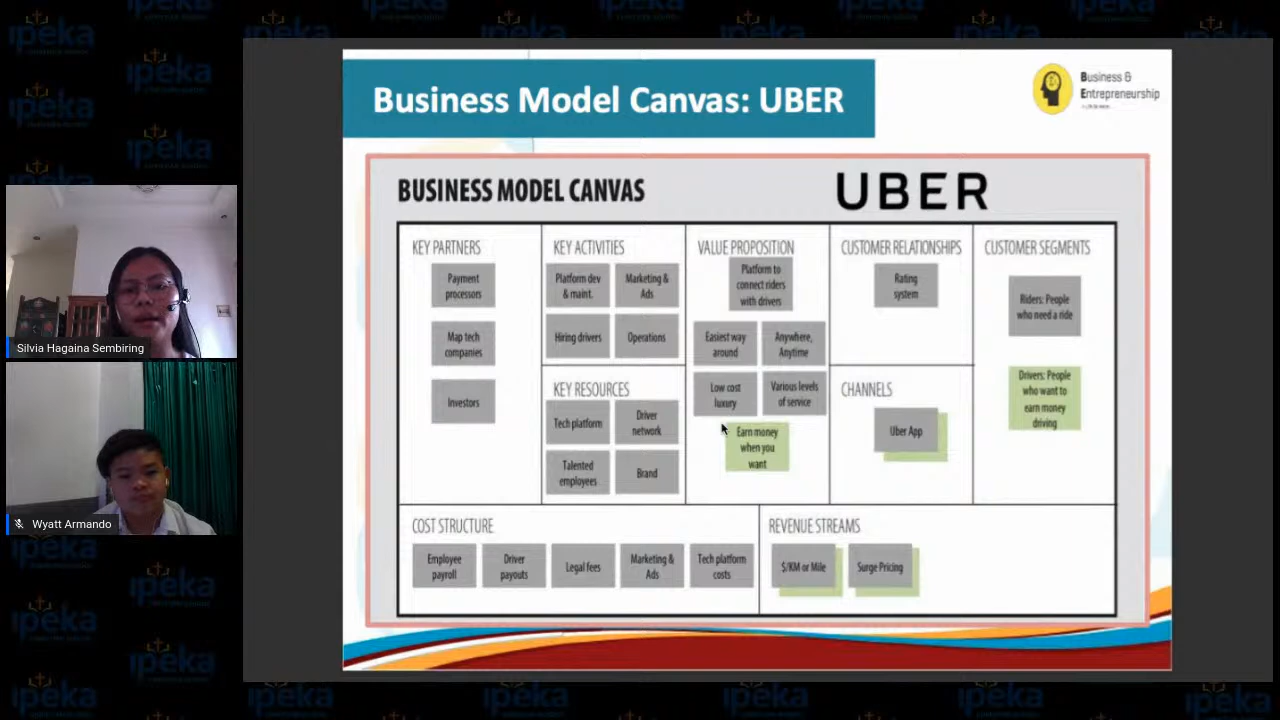 ipeka
Business Model Canvas: UBER
Business &
Entrepreneurship
BUSINESS MODEL CANVAS
UBER
KEY PARTNERS
Payment
processors
Map tech
companies
Investors
KEY ACTIVITIES
Platform dev
& maint.
Marketing &
Ads
Hiring drivers
Operations
KEY RESOURCES
Tech platform
Driver
network
Talented
employees
Brand
VALUE PROPOSITION
Platform to
connect riders
with drivers
Easiest way
around
Anywhere,
Anytime
Low cost
luxury
Various levels
of service
Earn money
when you
want
CUSTOMER RELATIONSHIPS
Rating
system
CHANNELS
Uber App
CUSTOMER SEGMENTS
Riders: People
who need a ride
Drivers: People
who want to
earn money
driving
COST STRUCTURE
Employee
payroll
Driver
payouts
Legal fees
Marketing &
Ads
Tech platform
costs
REVENUE STREAMS
$/KM or Mile
Surge Pricing
Silvia Hagaina Sembiring
Wyatt Armando